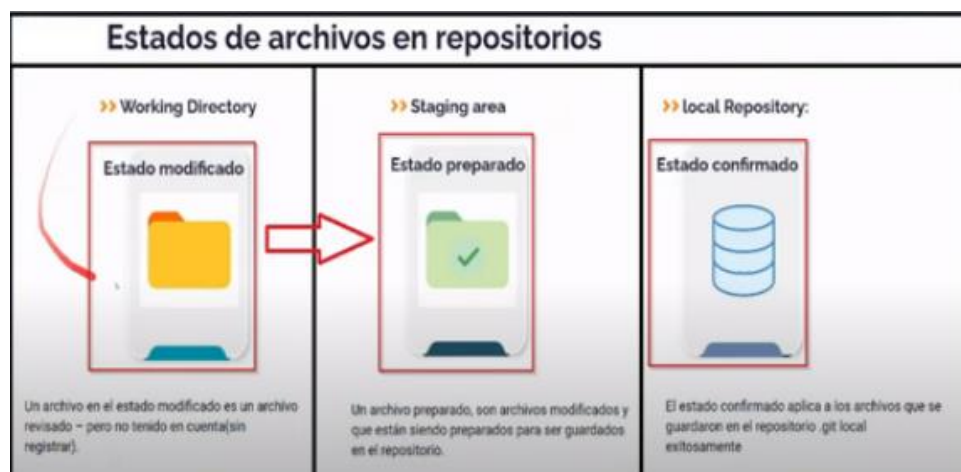 Estados de archivos en repositorios
>> Working Directory
Estado modificado
Un archivo en el estado modificado es un archivo
revisado – pero no tenido en cuenta(sin
registrar).
>> Staging area
Estado preparado
Un archivo preparado, son archivos modificados y
que están siendo preparados para ser guardados
en el repositorio.
>> local Repository:
Estado confirmado
El estado confirmado aplica a los archivos que se
guardaron en el repositorio .git local
exitosamente